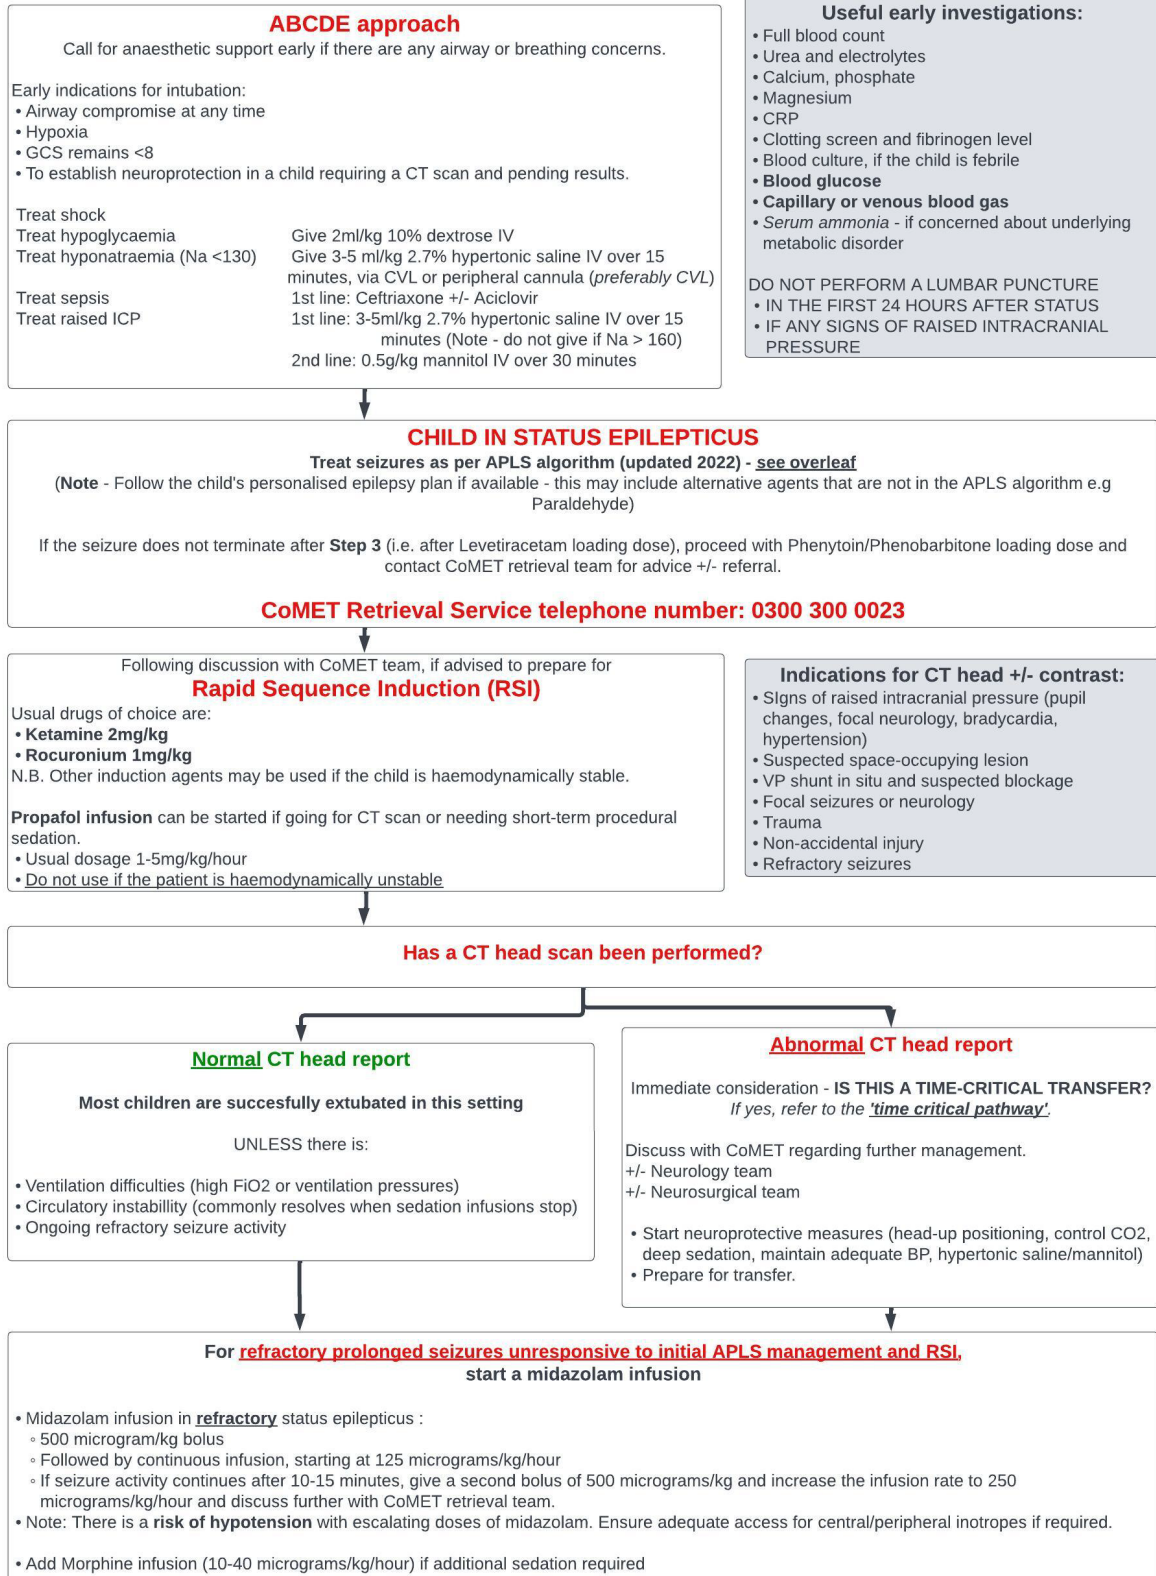 ABCDE approach
Call for anaesthetic support early if there are any airway or breathing concerns.
Early indications for intubation:
• Airway compromise at any time
• Hypoxia
• GCS remains <8
• To establish neuroprotection in a child requiring a CT scan and pending results.
Treat shock
Treat hypoglycaemia Give 2ml/kg 10% dextrose IV
Treat hyponatraemia (Na <130) Give 3-5 ml/kg 2.7% hypertonic saline IV over 15
minutes, via CVL or peripheral cannula (preferably CVL)
Treat sepsis 1st line: Ceftriaxone +/- Aciclovir
Treat raised ICP 1st line: 3-5ml/kg 2.7% hypertonic saline IV over 15
minutes (Note - do not give if Na > 160)
2nd line: 0.5g/kg mannitol IV over 30 minutes
Useful early investigations:
• Full blood count
• Urea and electrolytes
• Calcium, phosphate
• Magnesium
• CRP
• Clotting screen and fibrinogen level
• Blood culture, if the child is febrile
• Blood glucose
• Capillary or venous blood gas
• Serum ammonia - if concerned about underlying
metabolic disorder
DO NOT PERFORM A LUMBAR PUNCTURE
• IN THE FIRST 24 HOURS AFTER STATUS
• IF ANY SIGNS OF RAISED INTRACRANIAL
PRESSURE
CHILD IN STATUS EPILEPTICUS
Treat seizures as per APLS algorithm (updated 2022) - see overleaf
(Note - Follow the child's personalised epilepsy plan if available - this may include alternative agents that are not in the APLS algorithm e.g
Paraldehyde)
If the seizure does not terminate after Step 3 (i.e. after Levetiracetam loading dose), proceed with Phenytoin/Phenobarbitone loading dose and
contact CoMET retrieval team for advice +/- referral.
CoMET Retrieval Service telephone number: 0300 300 0023
Following discussion with CoMET team, if advised to prepare for
Rapid Sequence Induction (RSI)
Usual drugs of choice are:
• Ketamine 2mg/kg
• Rocuronium 1mg/kg
N.B. Other induction agents may be used if the child is haemodynamically stable.
Propafol infusion can be started if going for CT scan or needing short-term procedural
sedation.
• Usual dosage 1-5mg/kg/hour
• Do not use if the patient is haemodynamically unstable
Indications for CT head +/- contrast:
• SIgns of raised intracranial pressure (pupil
changes, focal neurology, bradycardia,
hypertension)
• Suspected space-occupying lesion
• VP shunt in situ and suspected blockage
• Focal seizures or neurology
• Trauma
• Non-accidental injury
• Refractory seizures
Has a CT head scan been performed?
Normal CT head report
Most children are succesfully extubated in this setting
UNLESS there is:
• Ventilation difficulties (high FiO2 or ventilation pressures)
• Circulatory instabillity (commonly resolves when sedation infusions stop)
• Ongoing refractory seizure activity
Abnormal CT head report
Immediate consideration - IS THIS A TIME-CRITICAL TRANSFER?
If yes, refer to the 'time critical pathway'.
Discuss with CoMET regarding further management.
+/- Neurology team
+/- Neurosurgical team
• Start neuroprotective measures (head-up positioning, control CO2,
deep sedation, maintain adequate BP, hypertonic saline/mannitol)
• Prepare for transfer.
For refractory prolonged seizures unresponsive to initial APLS management and RSI,
start a midazolam infusion
• Midazolam infusion in refractory status epilepticus :
◦ 500 microgram/kg bolus
◦ Followed by continuous infusion, starting at 125 micrograms/kg/hour
◦ If seizure activity continues after 10-15 minutes, give a second bolus of 500 micrograms/kg and increase the infusion rate to 250
micrograms/kg/hour and discuss further with CoMET retrieval team.
• Note: There is a risk of hypotension with escalating doses of midazolam. Ensure adequate access for central/peripheral inotropes if required.
• Add Morphine infusion (10-40 micrograms/kg/hour) if additional sedation required